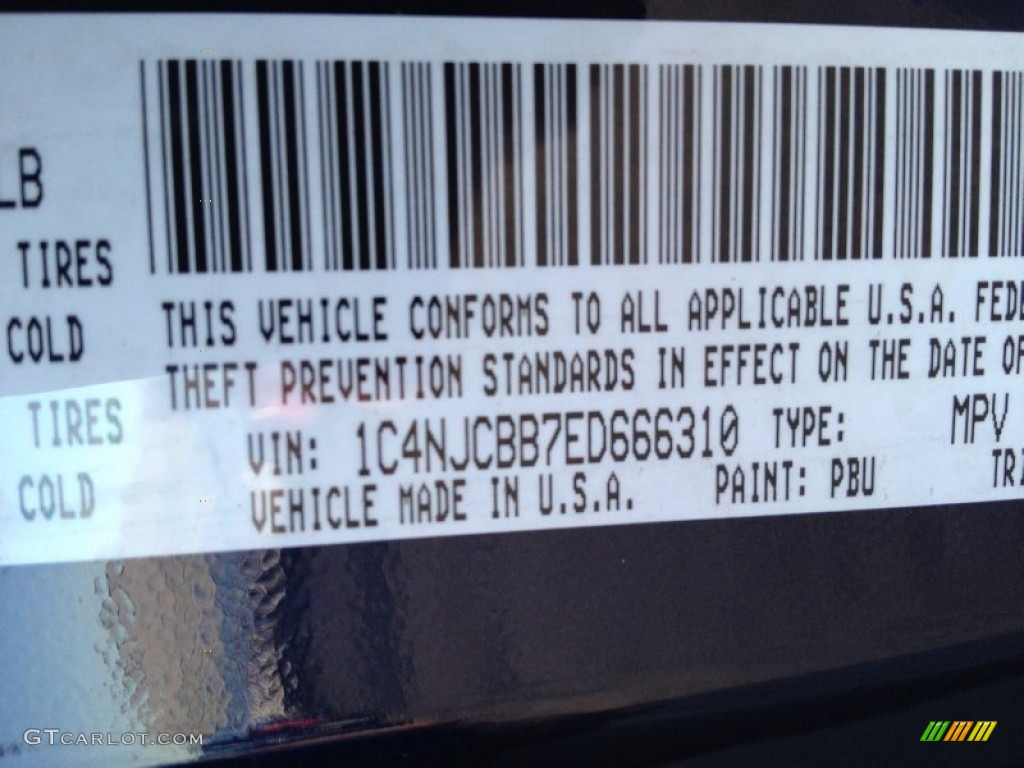 LB
TIRES
COLD
TIRES
COLD
THIS VEHICLE CONFORMS TO ALL APPLICABLE U.S.A.
THEFT PREVENTION STANDARDS IN EFFECT ON THE DATE OF
VIN: 1C4NJCBB7ED666310 TYPE: MPV
VEHICLE MADE IN U.S.A. PAINT: PBU
GTcarlot.com